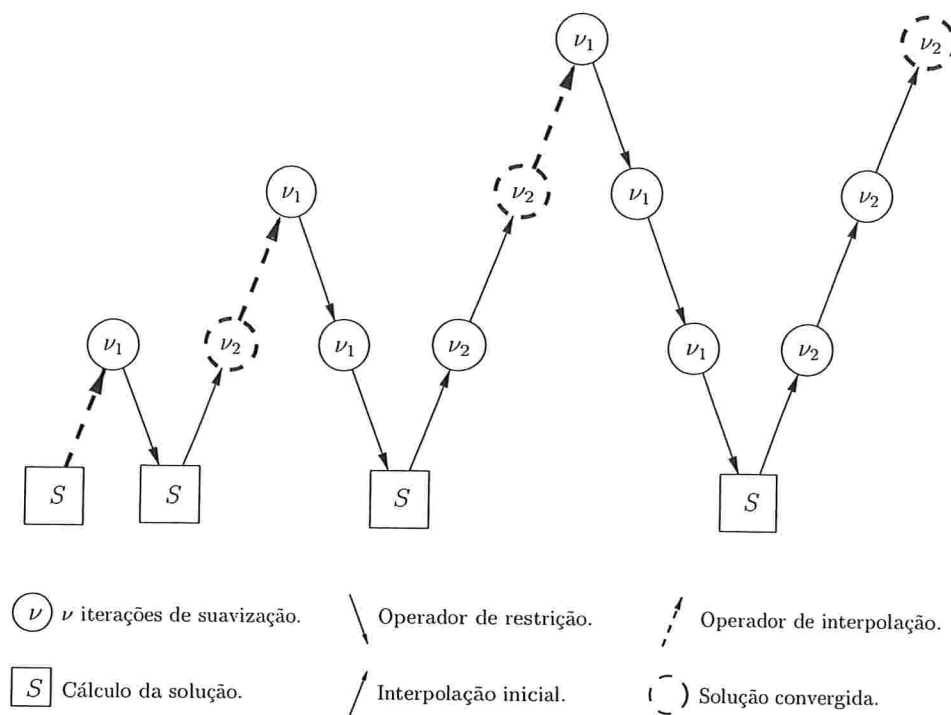 ν₁ ν₂
ν₁ ν₂ ν₁ ν₂
ν₁ ν₂ ν₁ ν₂ ν₁ ν₂
S S S S
ν ν iterações de suavização. Operador de restrição. Operador de interpolação.
S Cálculo da solução. Interpolação inicial. Solução convergida.